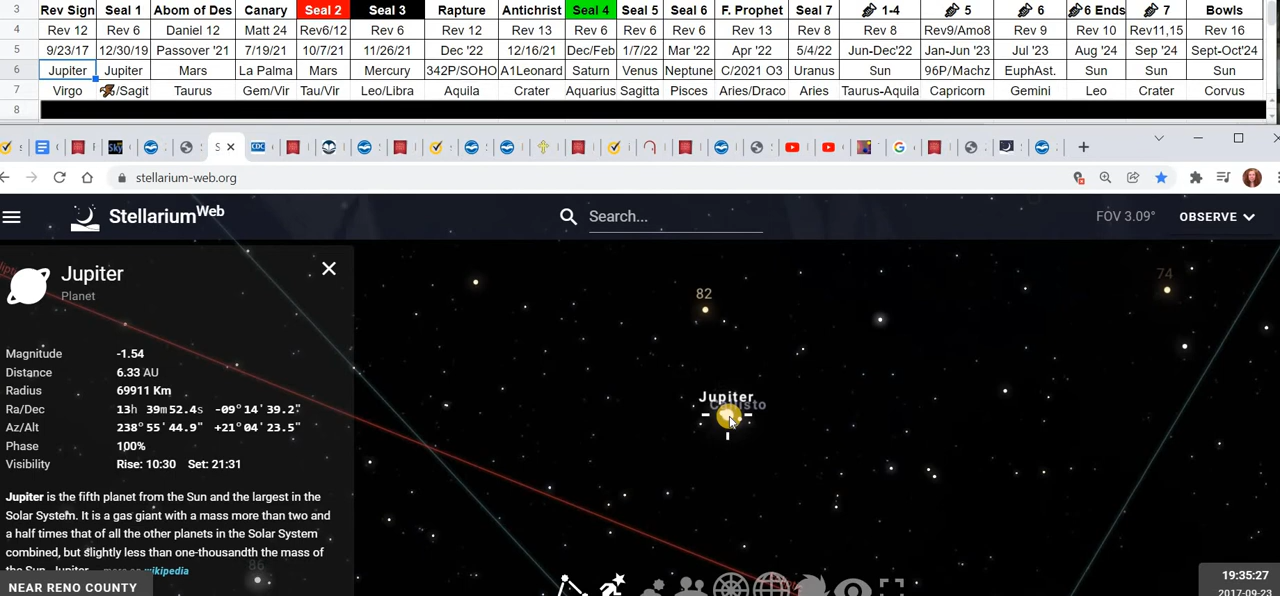 3 Rev Sign Seal 1 Abom of Des Canary Seal 2 Seal 3 Rapture Antichrist Seal 4 Seal 5 Seal 6 F. Prophet Seal 7 1-4 5 6 6 Ends 7 Bowls
4 Rev 12 Rev 6 Daniel 12 Matt 24 Rev6/12 Rev 6 Rev 12 Rev 13 Rev 6 Rev 6 Rev 6 Rev 13 Rev 8 Rev 8 Rev9/Amo8 Rev 9 Rev 10 Rev11,15 Rev 16
5 9/23/17 12/30/19 Passover '21 7/19/21 10/7/21 11/26/21 Dec '22 12/16/21 Dec/Feb 1/7/22 Mar '22 Apr '22 5/4/22 Jun-Dec'22 Jan-Jun '23 Jul '23 Aug '24 Sep '24 Sept-Oct'24
6 Jupiter Jupiter Mars La Palma Mars Mercury 342P/SOHO A1Leonard Saturn Venus Neptune C/2021 O3 Uranus Sun 96P/Machz EuphAst. Sun Sun Sun
7 Virgo /Sagit Taurus Gem/Vir Tau/Vir Leo/Libra Aquila Crater Aquarius Sagitta Pisces Aries/Draco Aries Taurus-Aquila Capricorn Gemini Leo Crater Corvus
8
S CDC
stellarium-web.org
StellariumWeb Search... FOV 3.09° OBSERVE
Jupiter
Planet
74
82
Magnitude -1.54
Distance 6.33 AU
Radius 69911 Km
Ra/Dec 13h 39m52.4s -09°14'39.2"
Az/Alt 238°55'44.9" +21°04'23.5"
Phase 100%
Visibility Rise: 10:30 Set: 21:31
Jupiter
Callisto
Jupiter is the fifth planet from the Sun and the largest in the
Solar System. It is a gas giant with a mass more than two and
a half times that of all the other planets in the Solar System
combined, but slightly less than one-thousandth the mass of
the Sun. Jupiter... more on wikipedia
86
NEAR RENO COUNTY
19:35:27
2017-09-23